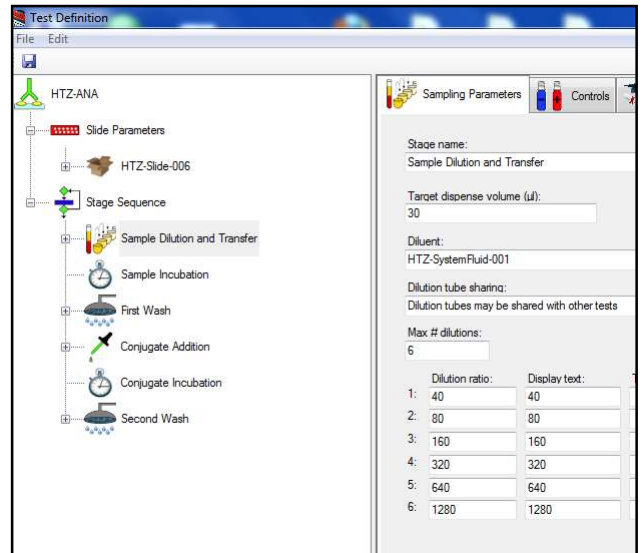 Test Definition
File Edit
HTZ-ANA
Slide Parameters
HTZ-Slide-006
Stage Sequence
Sample Dilution and Transfer
Sample Incubation
First Wash
Conjugate Addition
Conjugate Incubation
Second Wash
Sampling Parameters Controls
Stage name:
Sample Dilution and Transfer
Target dispense volume (µl):
30
Diluent:
HTZ-SystemFluid-001
Dilution tube sharing:
Dilution tubes may be shared with other tests
Max # dilutions:
6
Dilution ratio: Display text:
1: 40 40
2: 80 80
3: 160 160
4: 320 320
5: 640 640
6: 1280 1280